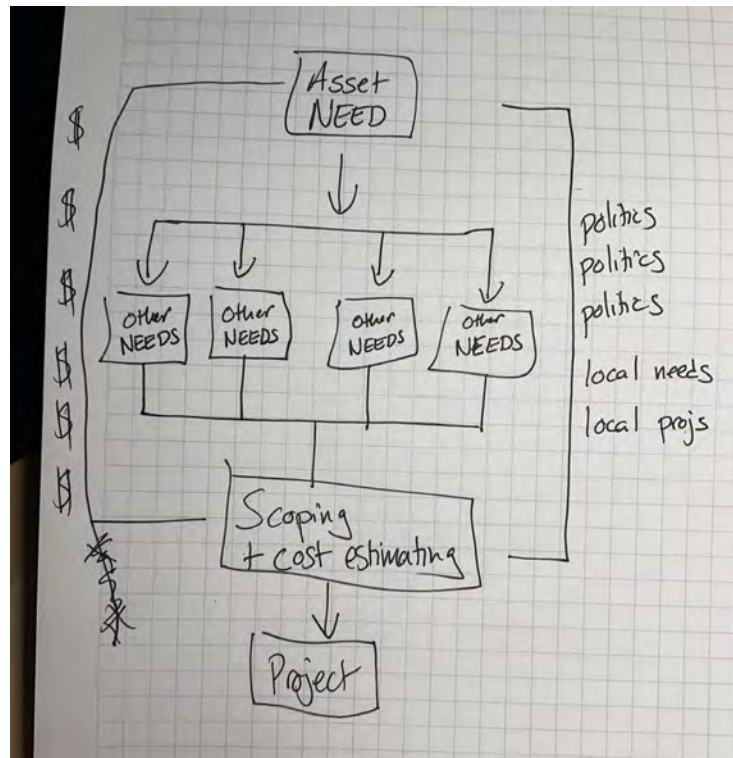 Asset
NEED
$
$
$
$
$
$
politics
politics
politics
local needs
local projs
Other
NEEDS
Other
NEEDS
Other
NEEDS
Other
NEEDS
Scoping
+ cost estimating
Project